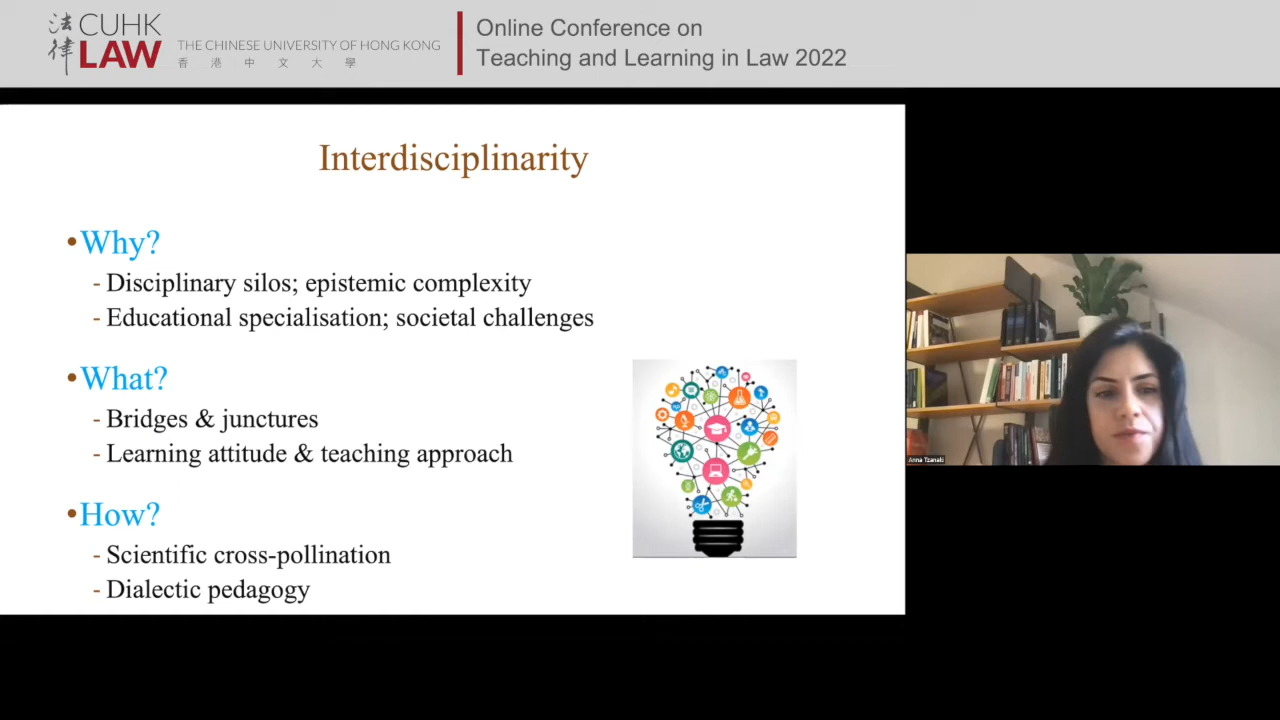 法律
CUHK
LAW
THE CHINESE UNIVERSITY OF HONG KONG
香港中文大學
Online Conference on
Teaching and Learning in Law 2022
Interdisciplinarity
•Why?
- Disciplinary silos; epistemic complexity
- Educational specialisation; societal challenges
•What?
- Bridges & junctures
- Learning attitude & teaching approach
•How?
- Scientific cross-pollination
- Dialectic pedagogy
Anna Tzanaki